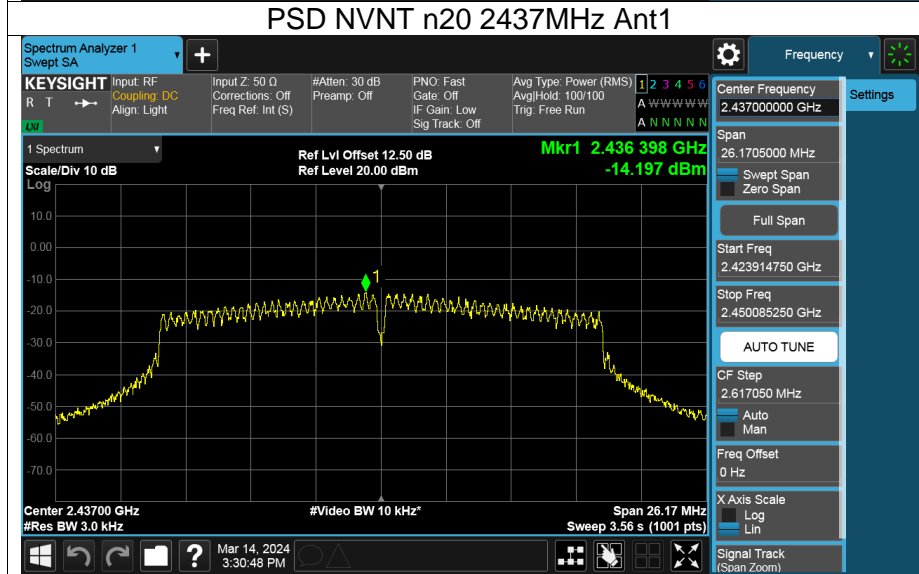 PSD NVNT n20 2437MHz Ant1
Spectrum Analyzer 1
Swept SA
+
Frequency
KEYSIGHT
R T
LXI
Input: RF
Coupling: DC
Align: Light
Input Z: 50 Ω
Corrections: Off
Freq Ref: Int (S)
#Atten: 30 dB
Preamp: Off
PNO: Fast
Gate: Off
IF Gain: Low
Sig Track: Off
Avg Type: Power (RMS)
Avg|Hold: 100/100
Trig: Free Run
1 2 3 4 5 6
A W W W W W
A N N N N N
1 Spectrum
Scale/Div 10 dB
Log
Ref Lvl Offset 12.50 dB
Ref Level 20.00 dBm
Mkr1 2.436 398 GHz
-14.197 dBm
10.0
0.00
-10.0
-20.0
-30.0
-40.0
-50.0
-60.0
-70.0
1
Center 2.43700 GHz
#Res BW 3.0 kHz
#Video BW 10 kHz*
Span 26.17 MHz
Sweep 3.56 s (1001 pts)
?
Mar 14, 2024
3:30:48 PM
Center Frequency
2.437000000 GHz
Settings
Span
26.1705000 MHz
Swept Span
Zero Span
Full Span
Start Freq
2.423914750 GHz
Stop Freq
2.450085250 GHz
AUTO TUNE
CF Step
2.617050 MHz
Auto
Man
Freq Offset
0 Hz
X Axis Scale
Log
Lin
Signal Track
(Span Zoom)